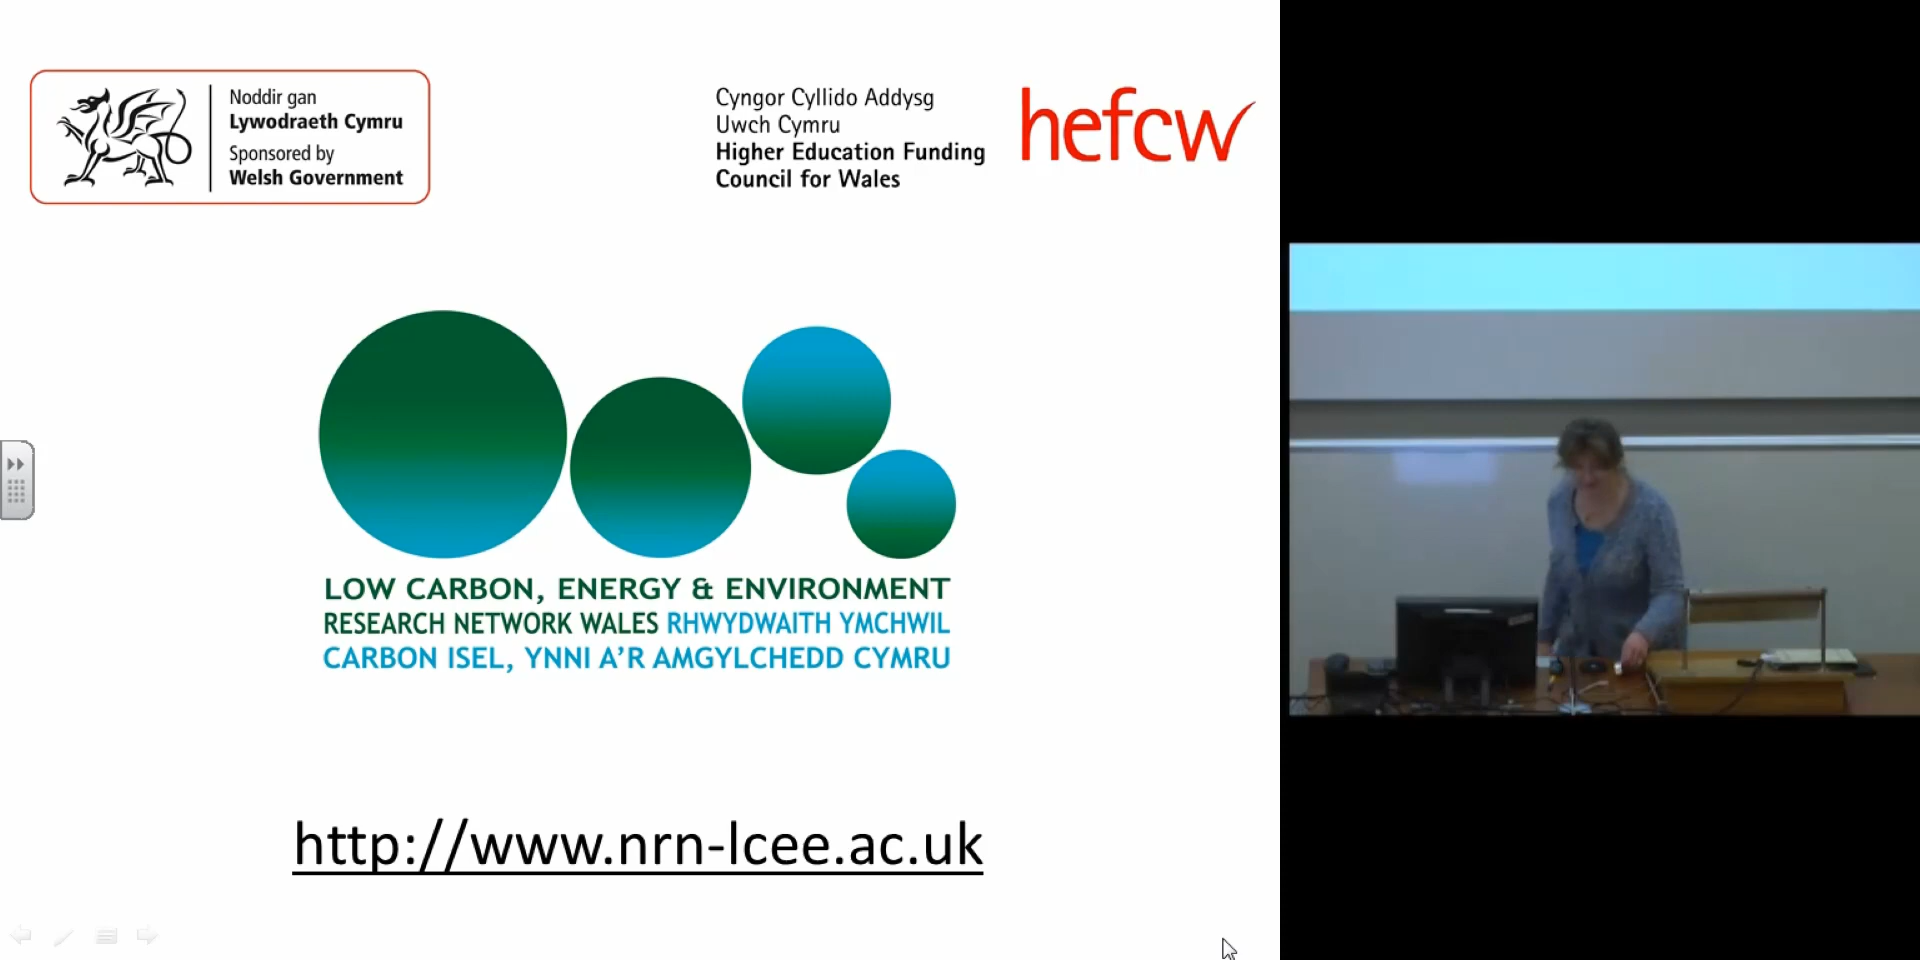 Noddir gan
Lywodraeth Cymru
Sponsored by
Welsh Government
Cyngor Cyllido Addysg
Uwch Cymru
Higher Education Funding
Council for Wales
hefcw
LOW CARBON, ENERGY & ENVIRONMENT
RESEARCH NETWORK WALES RHWYDWAITH YMCHWIL
CARBON ISEL, YNNI A'R AMGYLCHEDD CYMRU
http://www.nrn-lcee.ac.uk